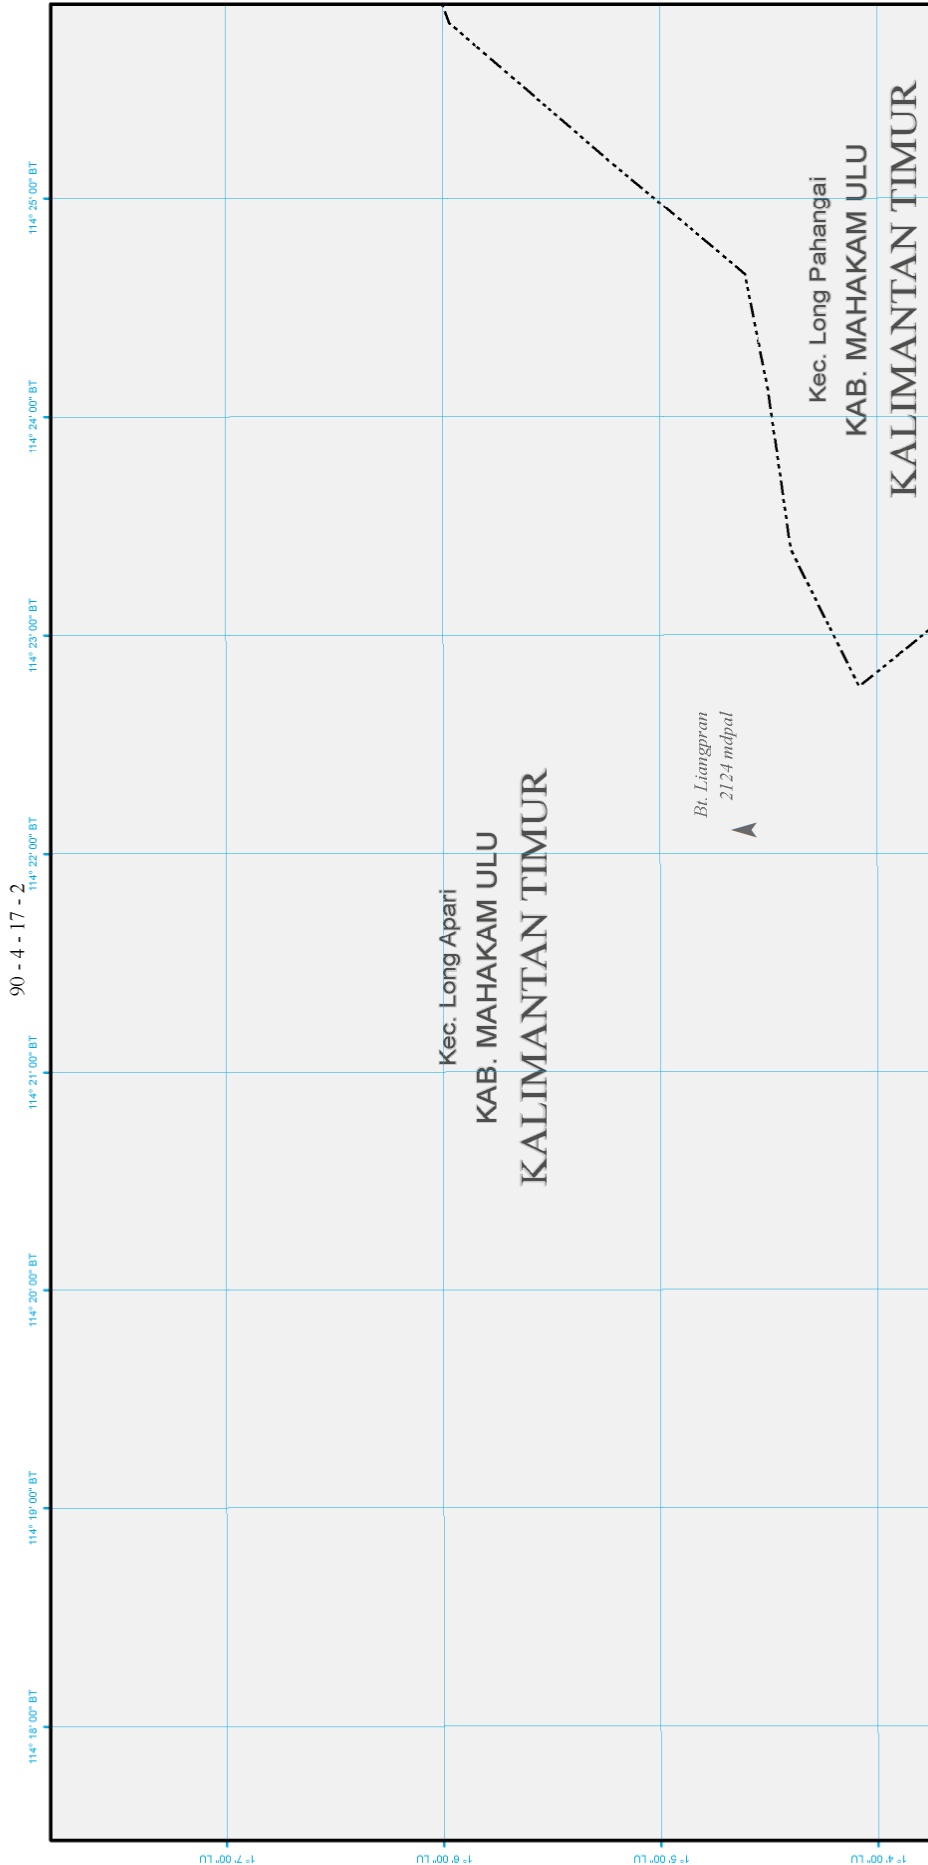 90 - 4 - 17 - 2
114° 18' 00" BT
114° 19' 00" BT
114° 20' 00" BT
114° 21' 00" BT
114° 22' 00" BT
114° 23' 00" BT
114° 24' 00" BT
114° 25' 00" BT
1° 7' 00" LU
1° 6' 00" LU
1° 5' 00" LU
1° 4' 00" LU
Kec. Long Apari
KAB. MAHAKAM ULU
KALIMANTAN TIMUR
Bt. Liangpran
2124 mdpal
Kec. Long Pahangai
KAB. MAHAKAM ULU
KALIMANTAN TIMUR